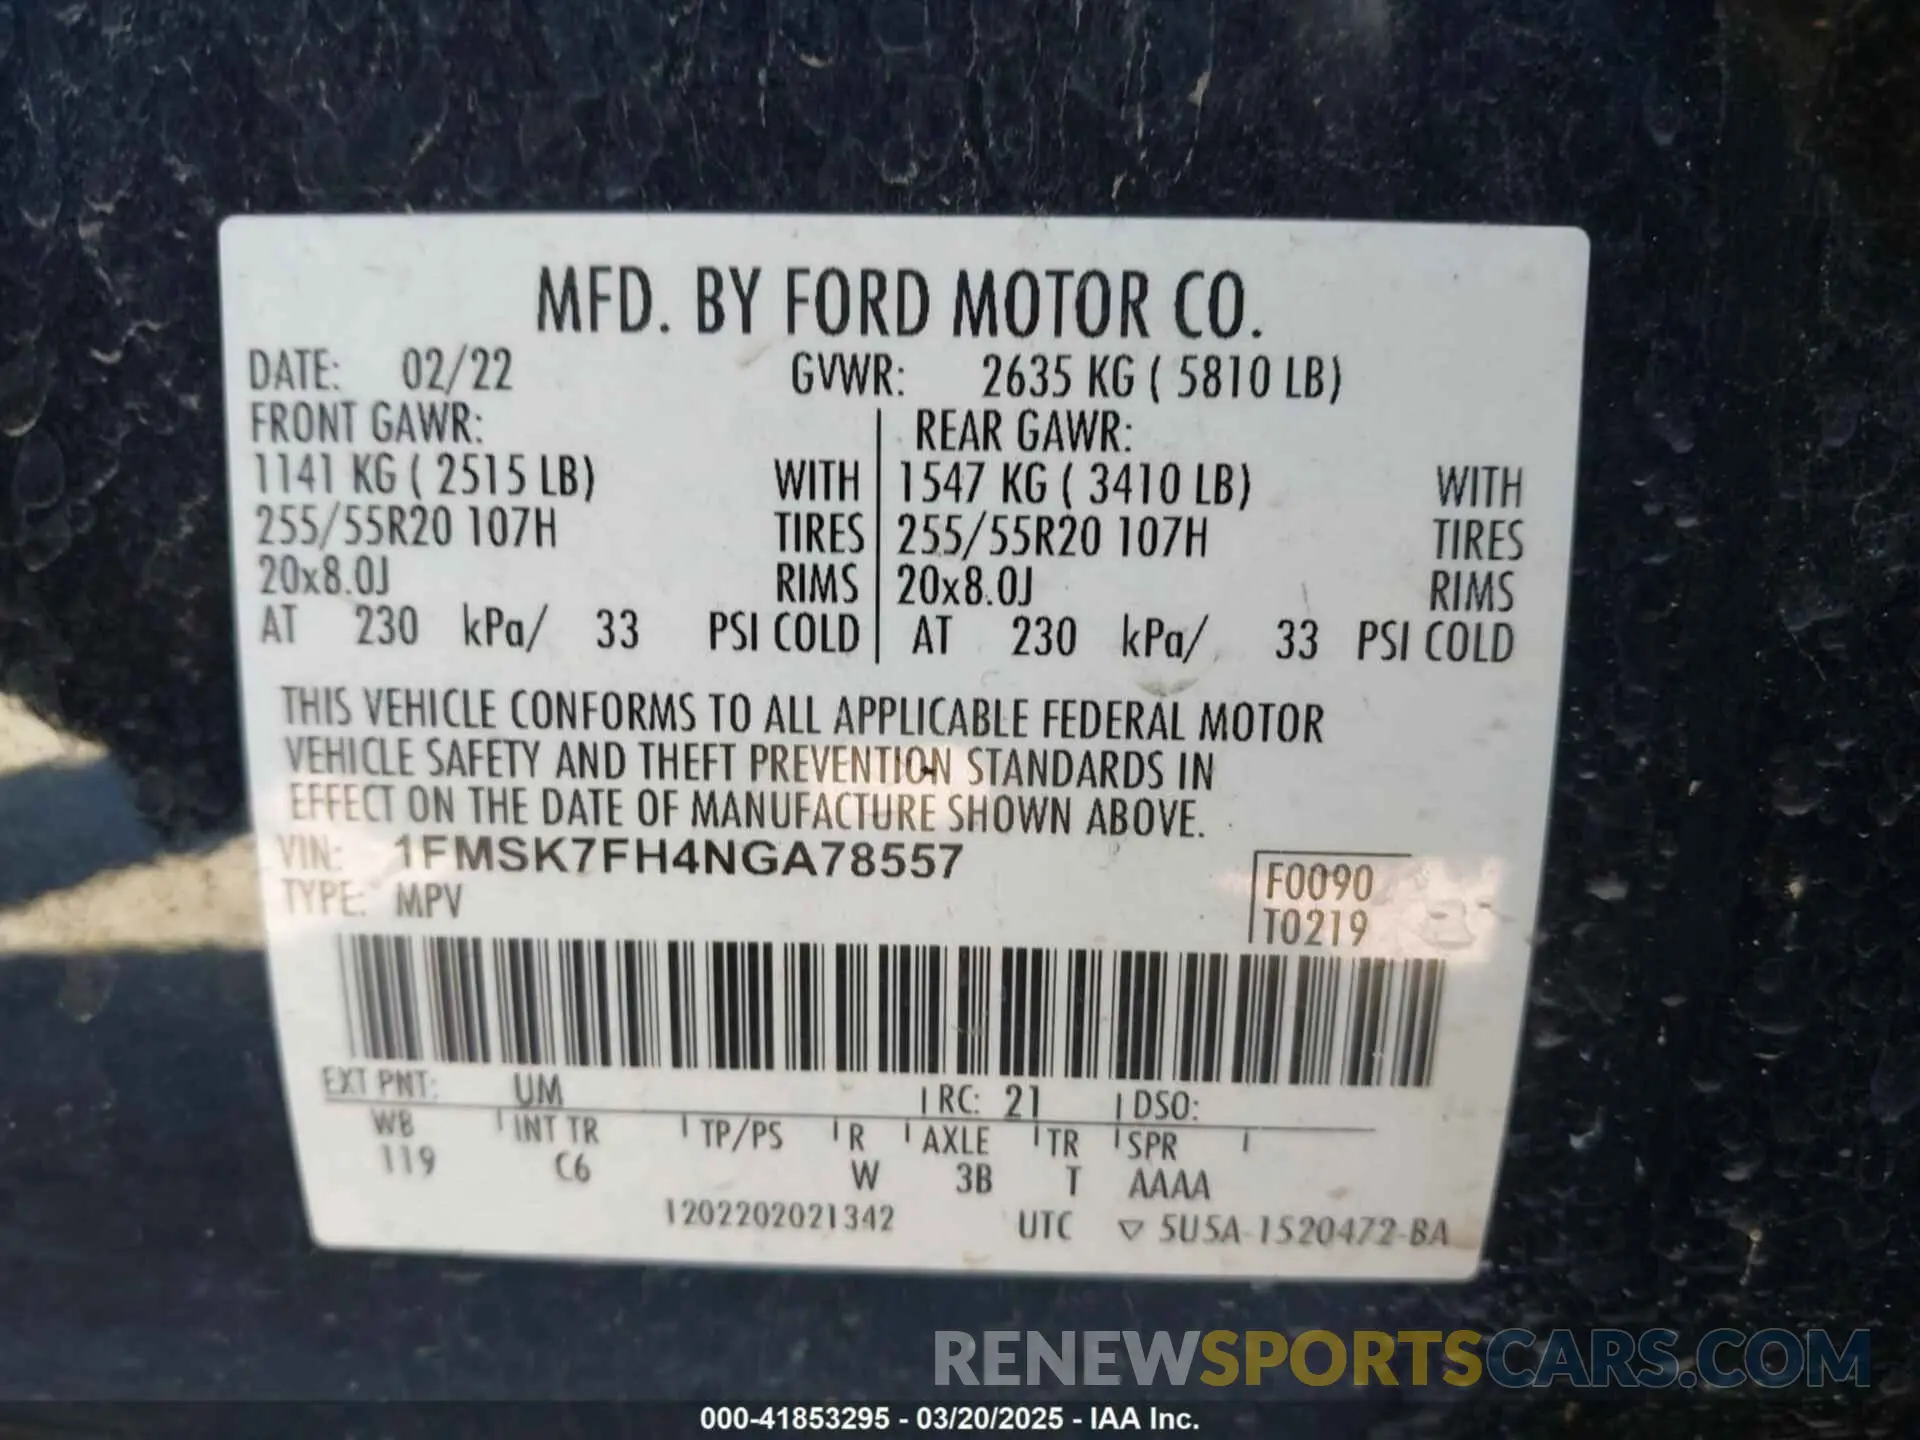 MFD. BY FORD MOTOR CO.
DATE: 02/22 GVWR: 2635 KG ( 5810 LB)
FRONT GAWR: REAR GAWR:
1141 KG ( 2515 LB) WITH 1547 KG ( 3410 LB) WITH
255/55R20 107H TIRES 255/55R20 107H TIRES
20x8.0J RIMS 20x8.0J RIMS
AT 230 kPa/ 33 PSI COLD AT 230 kPa/ 33 PSI COLD
THIS VEHICLE CONFORMS TO ALL APPLICABLE FEDERAL MOTOR
VEHICLE SAFETY AND THEFT PREVENTION STANDARDS IN
EFFECT ON THE DATE OF MANUFACTURE SHOWN ABOVE.
VIN: 1FMSK7FH4NGA78557
TYPE: MPV
F0090
T0219
EXT PNT: UM RC: 21 DSO:
WB INT TR TP/PS R AXLE TR SPR
119 C6 W 3B T AAAA
1202202021342 UTC ▽ 5U5A-1520472-BA
RENEWSPORTSCARS.COM
000-41853295 - 03/20/2025 - IAA Inc.